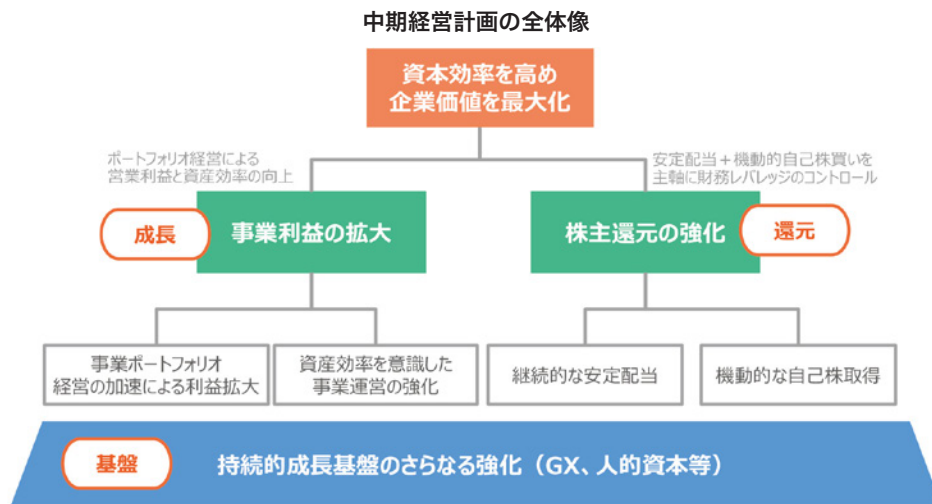 中期経営計画の全体像
資本効率を高め
企業価値を最大化
ポートフォリオ経営による
営業利益と資産効率の向上
安定配当+機動的自己株買いを
主軸に財務レバレッジのコントロール
成長
事業利益の拡大
株主還元の強化
還元
事業ポートフォリオ
経営の加速による利益拡大
資産効率を意識した
事業運営の強化
継続的な安定配当
機動的な自己株取得
基盤
持続的成長基盤のさらなる強化(GX、人的資本等)